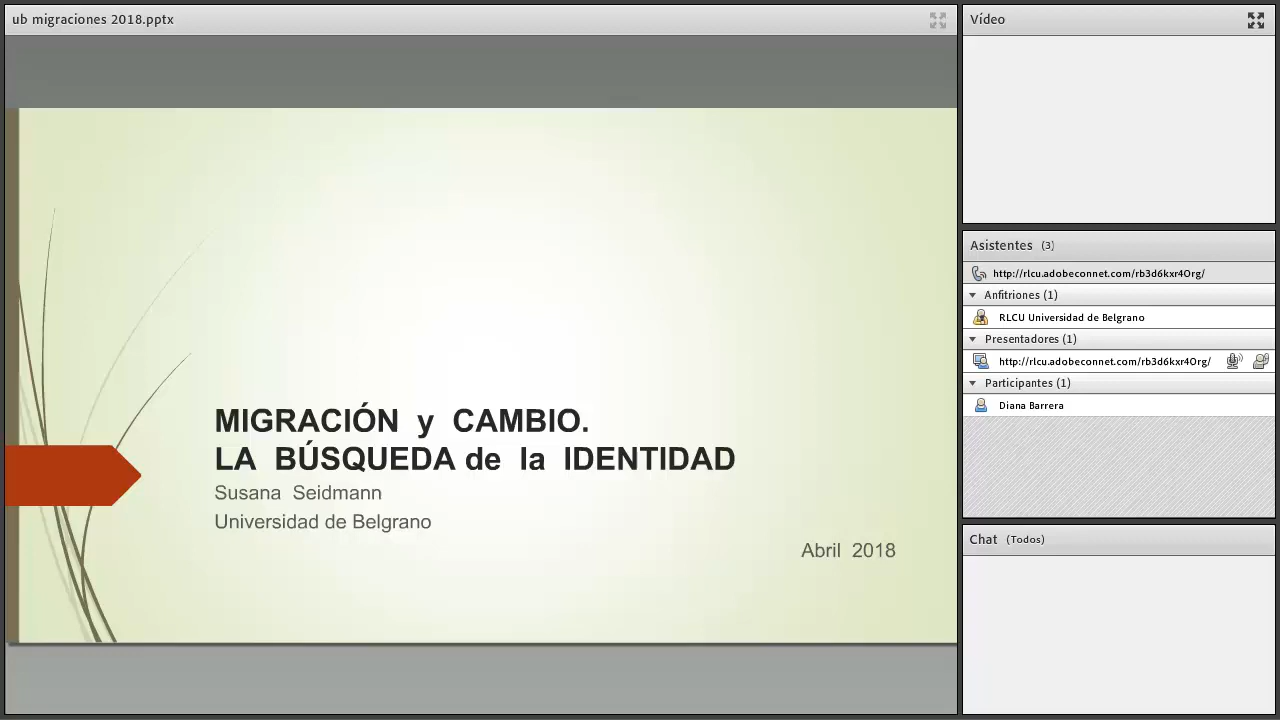 ub migraciones 2018.pptx
MIGRACIÓN y CAMBIO.
LA BÚSQUEDA de la IDENTIDAD
Susana Seidmann
Universidad de Belgrano
Abril 2018
Vídeo
Asistentes (3)
http://rlcu.adobeconnet.com/rb3d6kxr4Org/
Anfitriones (1)
RLCU Universidad de Belgrano
Presentadores (1)
http://rlcu.adobeconnet.com/rb3d6kxr4Org/
Participantes (1)
Diana Barrera
Chat (Todos)